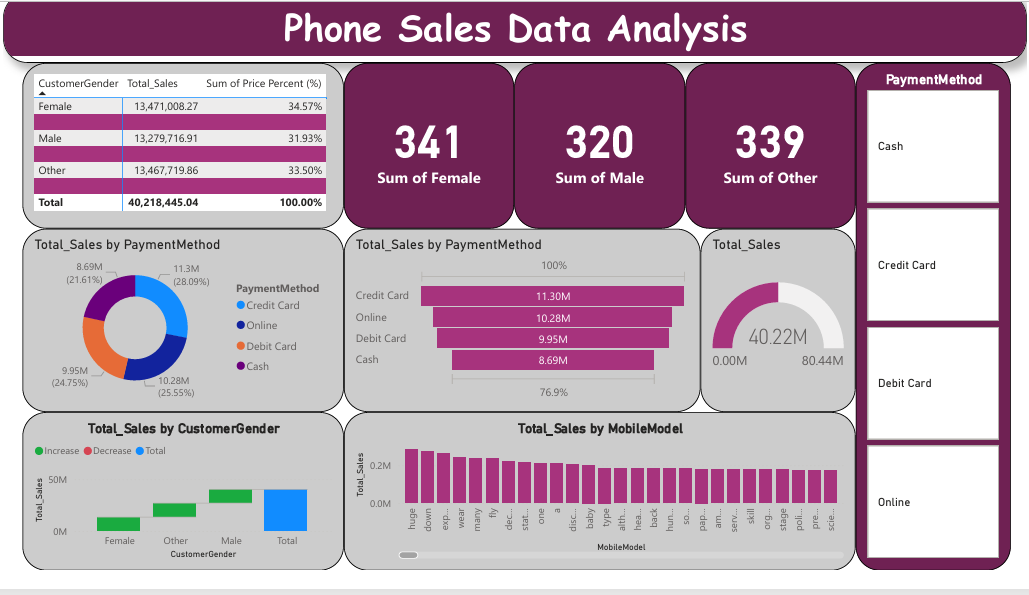 Phone Sales Data Analysis
CustomerGender Total_Sales Sum of Price Percent (%)
Female 13,471,008.27 34.57%
Male 13,279,716.91 31.93%
Other 13,467,719.86 33.50%
Total 40,218,445.04 100.00%
341
Sum of Female
320
Sum of Male
339
Sum of Other
PaymentMethod
Cash
Credit Card
Debit Card
Online
Total_Sales by PaymentMethod
8.69M
(21.61%)
11.3M
(28.09%)
9.95M
(24.75%)
10.28M
(25.55%)
PaymentMethod
Credit Card
Online
Debit Card
Cash
Total_Sales by PaymentMethod
100%
Credit Card 11.30M
Online 10.28M
Debit Card 9.95M
Cash 8.69M
76.9%
Total_Sales
40.22M
0.00M 80.44M
Total_Sales by CustomerGender
Increase Decrease Total
Total_Sales
50M
0M
Female Other Male Total
CustomerGender
Total_Sales by MobileModel
Total_Sales
0.2M
0.0M
huge down exp... wear many fly dec... stat... one a disc... baby type alth... hea... back hun... so... pap... am... serv... skill org... stage poli... pre... scie...
MobileModel